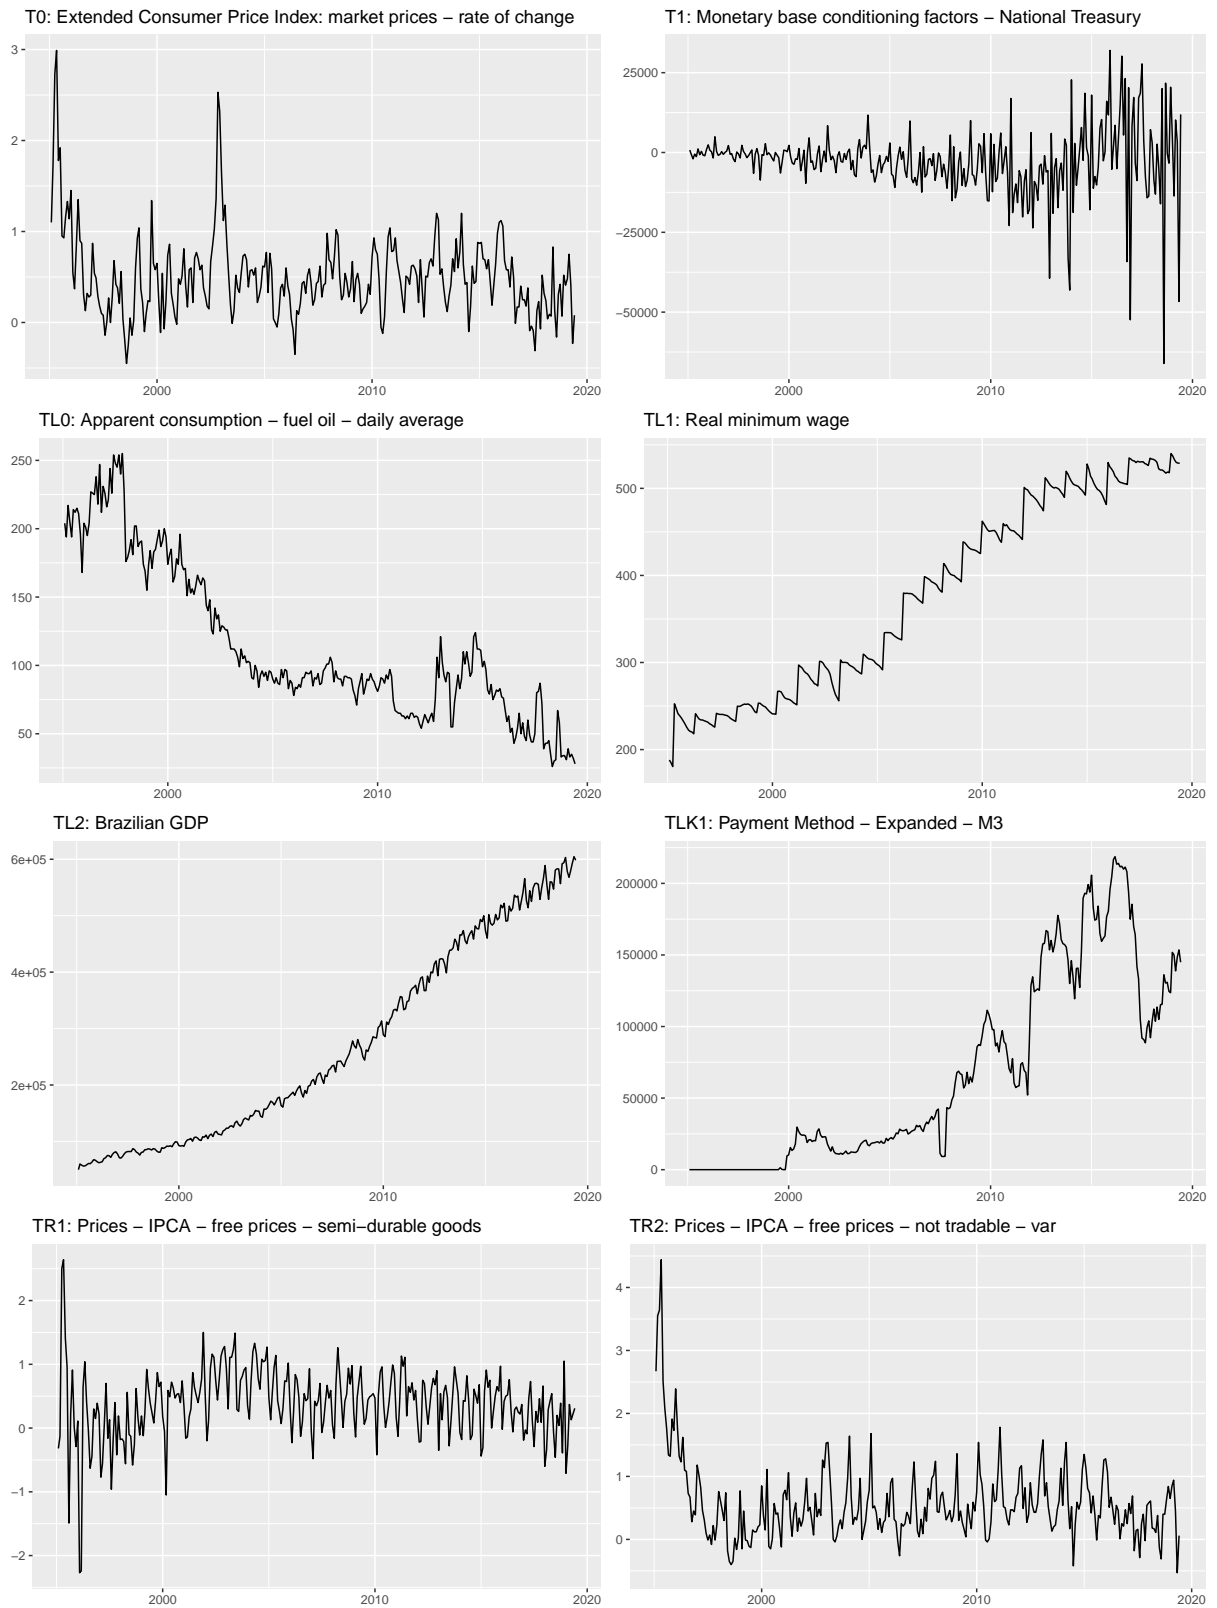 T0: Extended Consumer Price Index: market prices – rate of change
3
2
1
0
2000 2010 2020
T1: Monetary base conditioning factors – National Treasury
25000
0
−25000
−50000
2000 2010 2020
TL0: Apparent consumption – fuel oil – daily average
250
200
150
100
50
2000 2010 2020
TL1: Real minimum wage
500
400
300
200
2000 2010 2020
TL2: Brazilian GDP
6e+05
4e+05
2e+05
2000 2010 2020
TLK1: Payment Method – Expanded – M3
200000
150000
100000
50000
0
2000 2010 2020
TR1: Prices – IPCA – free prices – semi–durable goods
2
1
0
−1
−2
2000 2010 2020
TR2: Prices – IPCA – free prices – not tradable – var
4
3
2
1
0
2000 2010 2020